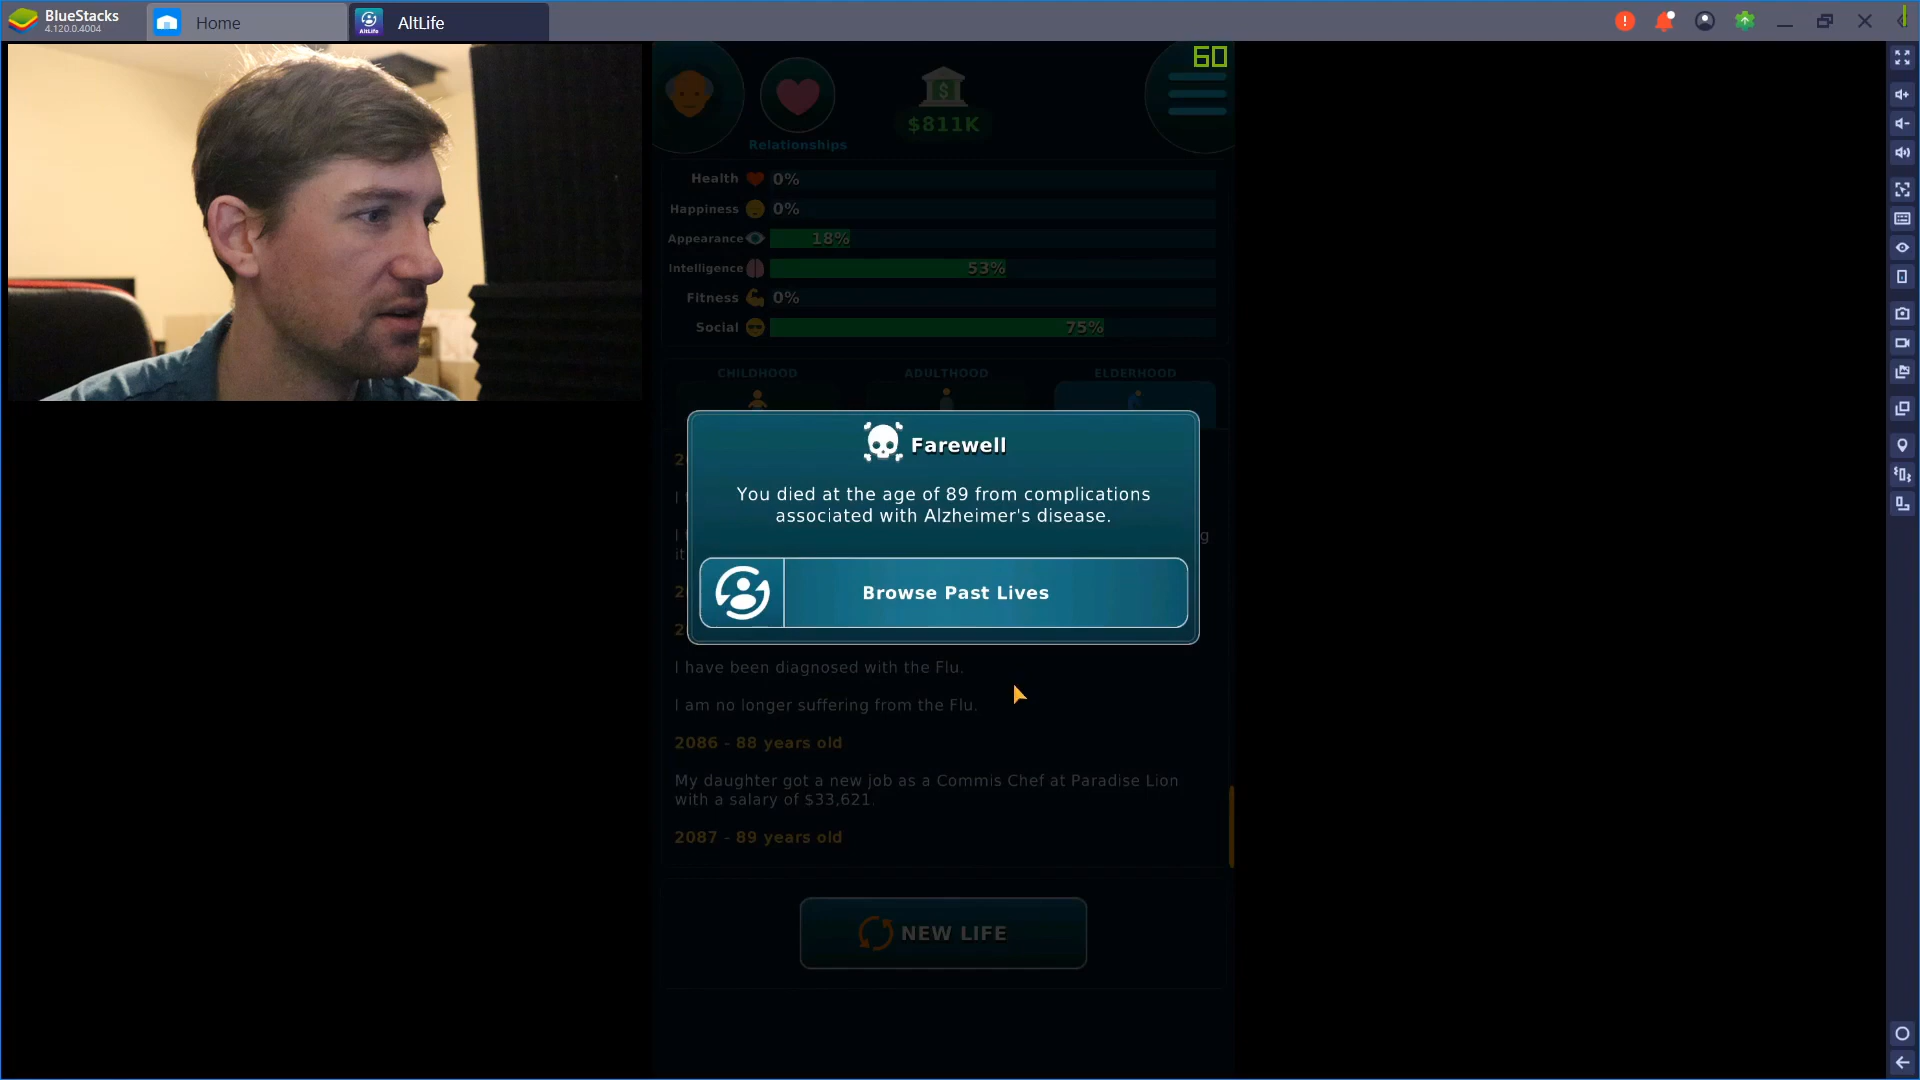 BlueStacks
4.120.0.4004
Home
AltLife
60
$811K
Relationships
Health 0%
Happiness 0%
Appearance 18%
Intelligence 53%
Fitness 0%
Social 75%
CHILDHOOD ADULTHOOD ELDERHOOD
Farewell
You died at the age of 89 from complications
associated with Alzheimer's disease.
Browse Past Lives
I have been diagnosed with the Flu.
I am no longer suffering from the Flu.
2086 - 88 years old
My daughter got a new job as a Commis Chef at Paradise Lion
with a salary of $33,621.
2087 - 89 years old
NEW LIFE